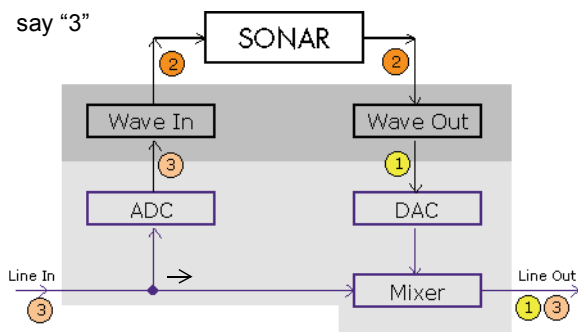 say “3”
SONAR
2
2
Wave In
Wave Out
3
1
ADC
DAC
Line In
Line Out
Mixer
3
1 3